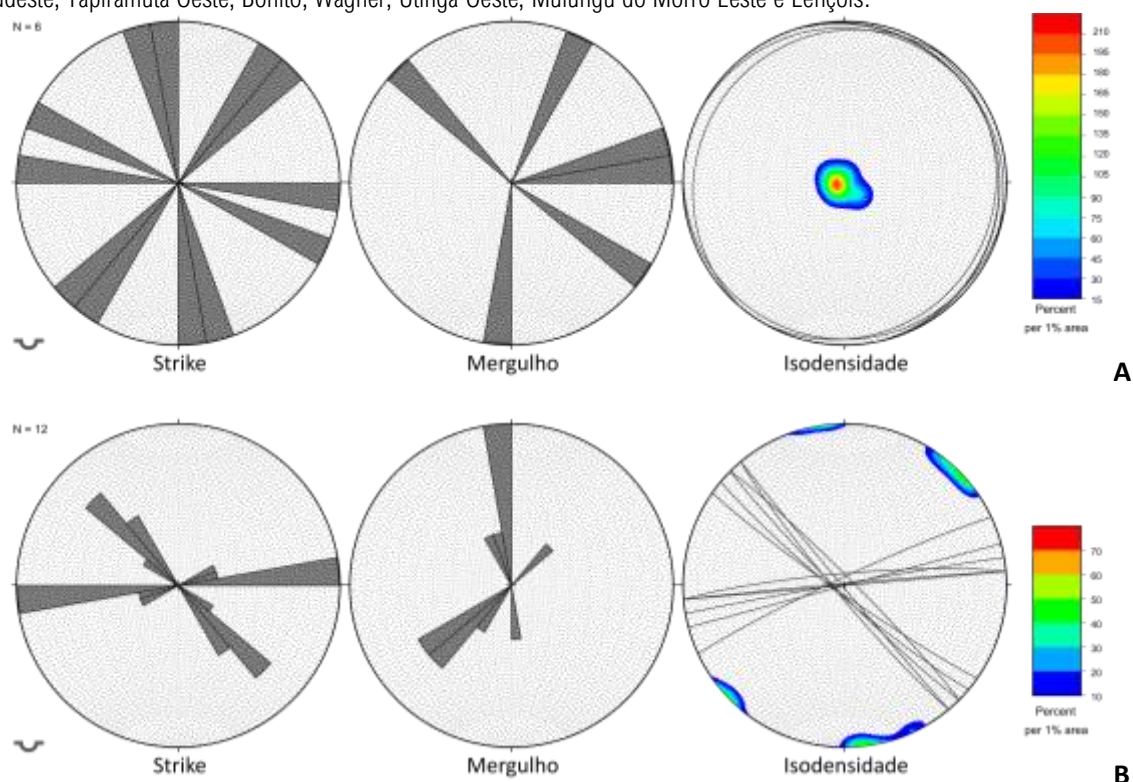 Tapiramutá Oeste, Bonito, Wagner, Utinga Oeste, Mulungu do Morro Leste e Lençóis.
N = 6
210
195
180
165
150
135
120
105
90
75
60
45
30
15
Percent
per 1% area
Strike
Mergulho
Isodensidade
A
N = 12
70
60
50
40
30
20
10
Percent
per 1% area
Strike
Mergulho
Isodensidade
B